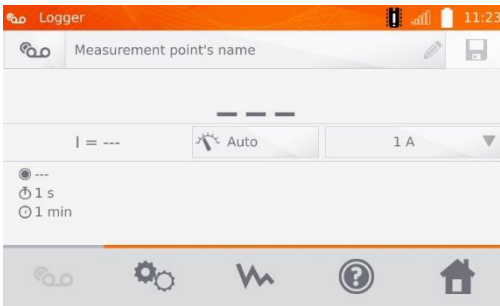 Logger 11:23
Measurement point's name
---
I = --- Auto 1 A
---
1 s
1 min
?